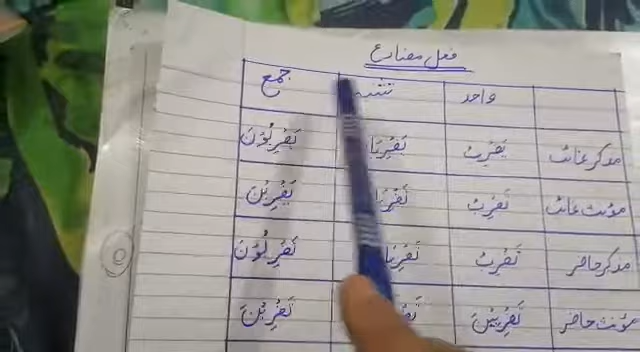 فعل مضارع
واحد جمع
مذکر غائب یَضْرِبُ یَضْرِبُوْنَ
مؤنث غائب تَضْرِبُ یَضْرِبْنَ
مذکر حاضر تَضْرِبُ تَضْرِبُوْنَ
مؤنث حاضر تَضْرِبِیْنَ تَضْرِبْنَ